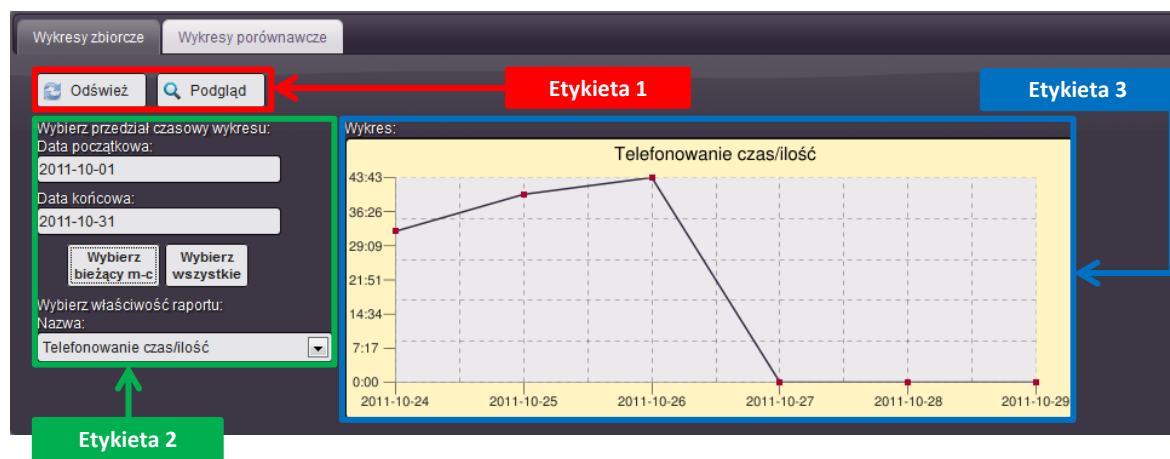 Wykresy zbiorcze
Wykresy porównawcze
Odśwież
Podgląd
Etykieta 1
Etykieta 3
Wybierz przedział czasowy wykresu:
Data początkowa:
2011-10-01
Data końcowa:
2011-10-31
Wybierz
bieżący m-c
Wybierz
wszystkie
Wybierz właściwość raportu:
Nazwa:
Telefonowanie czas/ilość
Etykieta 2
Wykres:
Telefonowanie czas/ilość
43:43
36:26
29:09
21:51
14:34
7:17
0:00
2011-10-24
2011-10-25
2011-10-26
2011-10-27
2011-10-28
2011-10-29